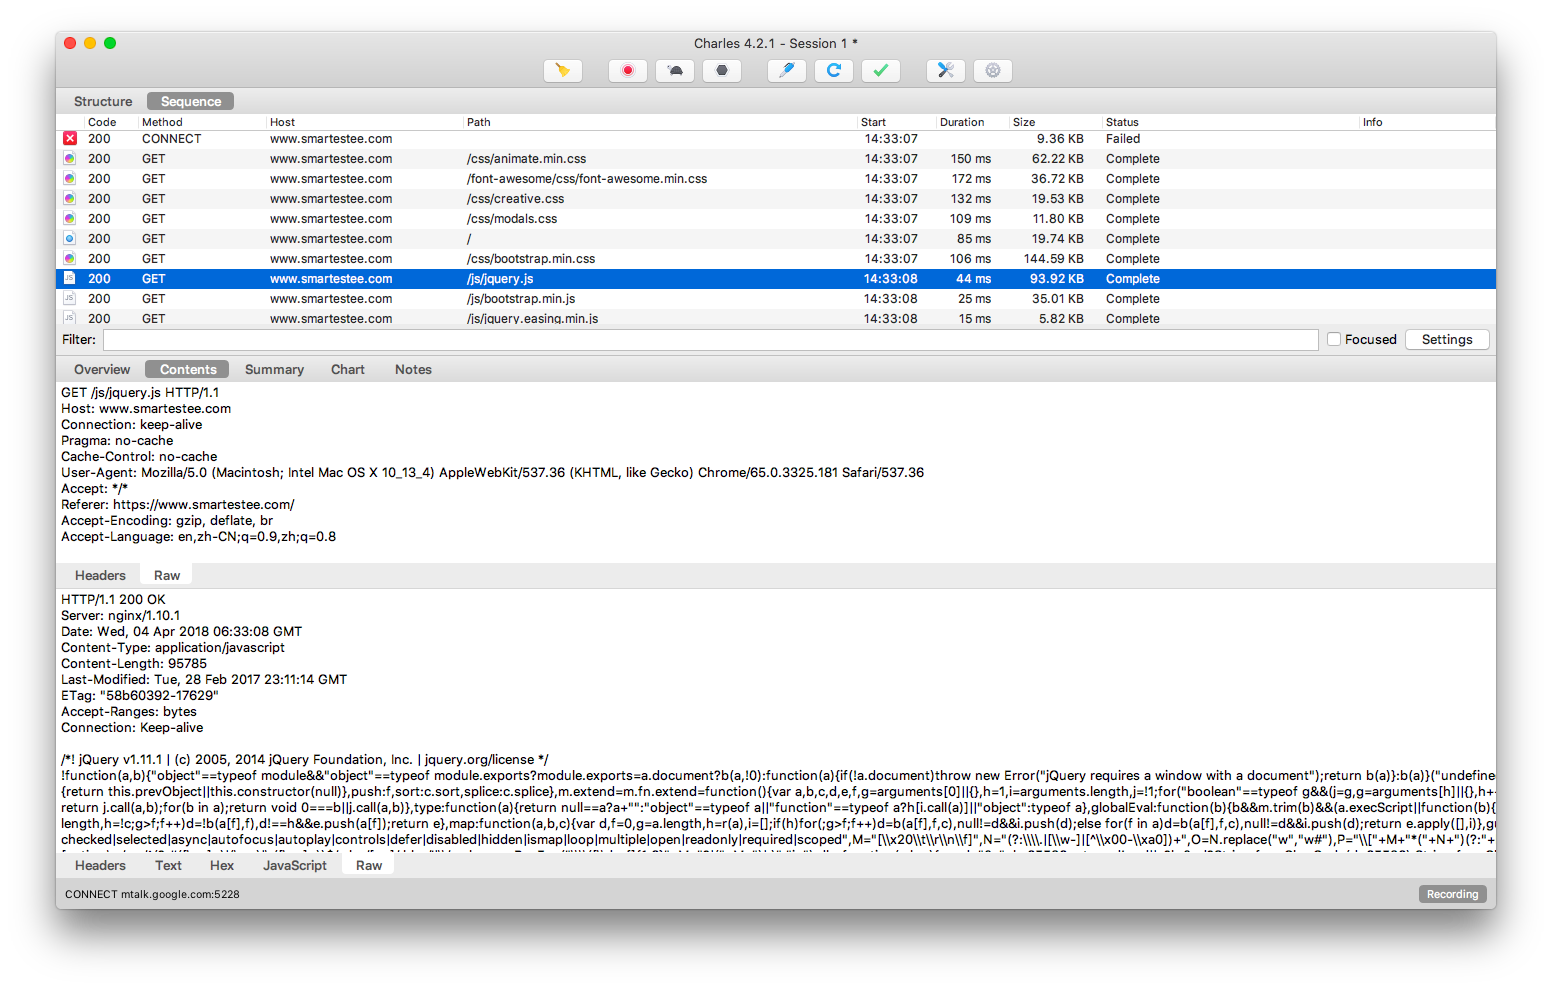 Charles 4.2.1 - Session 1 *
Structure Sequence
Code Method Host Path Start Duration Size Status Info
200 CONNECT www.smartestee.com 14:33:07 9.36 KB Failed
200 GET www.smartestee.com /css/animate.min.css 14:33:07 150 ms 62.22 KB Complete
200 GET www.smartestee.com /font-awesome/css/font-awesome.min.css 14:33:07 172 ms 36.72 KB Complete
200 GET www.smartestee.com /css/creative.css 14:33:07 132 ms 19.53 KB Complete
200 GET www.smartestee.com /css/modals.css 14:33:07 109 ms 11.80 KB Complete
200 GET www.smartestee.com / 14:33:07 85 ms 19.74 KB Complete
200 GET www.smartestee.com /css/bootstrap.min.css 14:33:07 106 ms 144.59 KB Complete
JS 200 GET www.smartestee.com /js/jquery.js 14:33:08 44 ms 93.92 KB Complete
JS 200 GET www.smartestee.com /js/bootstrap.min.js 14:33:08 25 ms 35.01 KB Complete
JS 200 GET www.smartestee.com /js/jquery.easing.min.js 14:33:08 15 ms 5.82 KB Complete
Filter: Focused Settings
Overview Contents Summary Chart Notes
GET /js/jquery.js HTTP/1.1
Host: www.smartestee.com
Connection: keep-alive
Pragma: no-cache
Cache-Control: no-cache
User-Agent: Mozilla/5.0 (Macintosh; Intel Mac OS X 10_13_4) AppleWebKit/537.36 (KHTML, like Gecko) Chrome/65.0.3325.181 Safari/537.36
Accept: */*
Referer: https://www.smartestee.com/
Accept-Encoding: gzip, deflate, br
Accept-Language: en,zh-CN;q=0.9,zh;q=0.8
Headers Raw
HTTP/1.1 200 OK
Server: nginx/1.10.1
Date: Wed, 04 Apr 2018 06:33:08 GMT
Content-Type: application/javascript
Content-Length: 95785
Last-Modified: Tue, 28 Feb 2017 23:11:14 GMT
ETag: "58b60392-17629"
Accept-Ranges: bytes
Connection: Keep-alive
/*! jQuery v1.11.1 | (c) 2005, 2014 jQuery Foundation, Inc. | jquery.org/license */
!function(a,b){"object"==typeof module&&"object"==typeof module.exports?module.exports=a.document?b(a,!0):function(a){if(!a.document)throw new Error("jQuery requires a window with a document");return b(a)}:b(a)}("undefine
{return this.prevObject||this.constructor(null)},push:f,sort:c.sort,splice:c.splice},m.extend=m.fn.extend=function(){var a,b,c,d,e,f,g=arguments[0]||{},h=1,i=arguments.length,j=!1;for("boolean"==typeof g&&(j=g,g=arguments[h]||{},h++
return j.call(a,b);for(b in a);return void 0===b||j.call(a,b)},type:function(a){return null==a?a+"":"object"==typeof a||"function"==typeof a?h[i.call(a)]||"object":typeof a},globalEval:function(b){b&&m.trim(b)&&(a.execScript||function(b){
length,h=!c;g>f;f++)d=!b(a[f],f),d!==h&&e.push(a[f]);return e},map:function(a,b,c){var d,f=0,g=a.length,h=r(a),i=[];if(h)for(;g>f;f++)d=b(a[f],f,c),null!=d&&i.push(d);else for(f in a)d=b(a[f],f,c),null!=d&&i.push(d);return e.apply([],i)},gu
checked|selected|async|autofocus|autoplay|controls|defer|disabled|hidden|ismap|loop|multiple|open|readonly|required|scoped",M="[\\x20\\t\\r\\n\\f]",N="(?:\\\\.|[\\w-]|[^\\x00-\\xa0])+",O=N.replace("w","w#"),P="\\["+M+"*("+N+")(?:"+
Headers Text Hex JavaScript Raw
CONNECT mtalk.google.com:5228 Recording